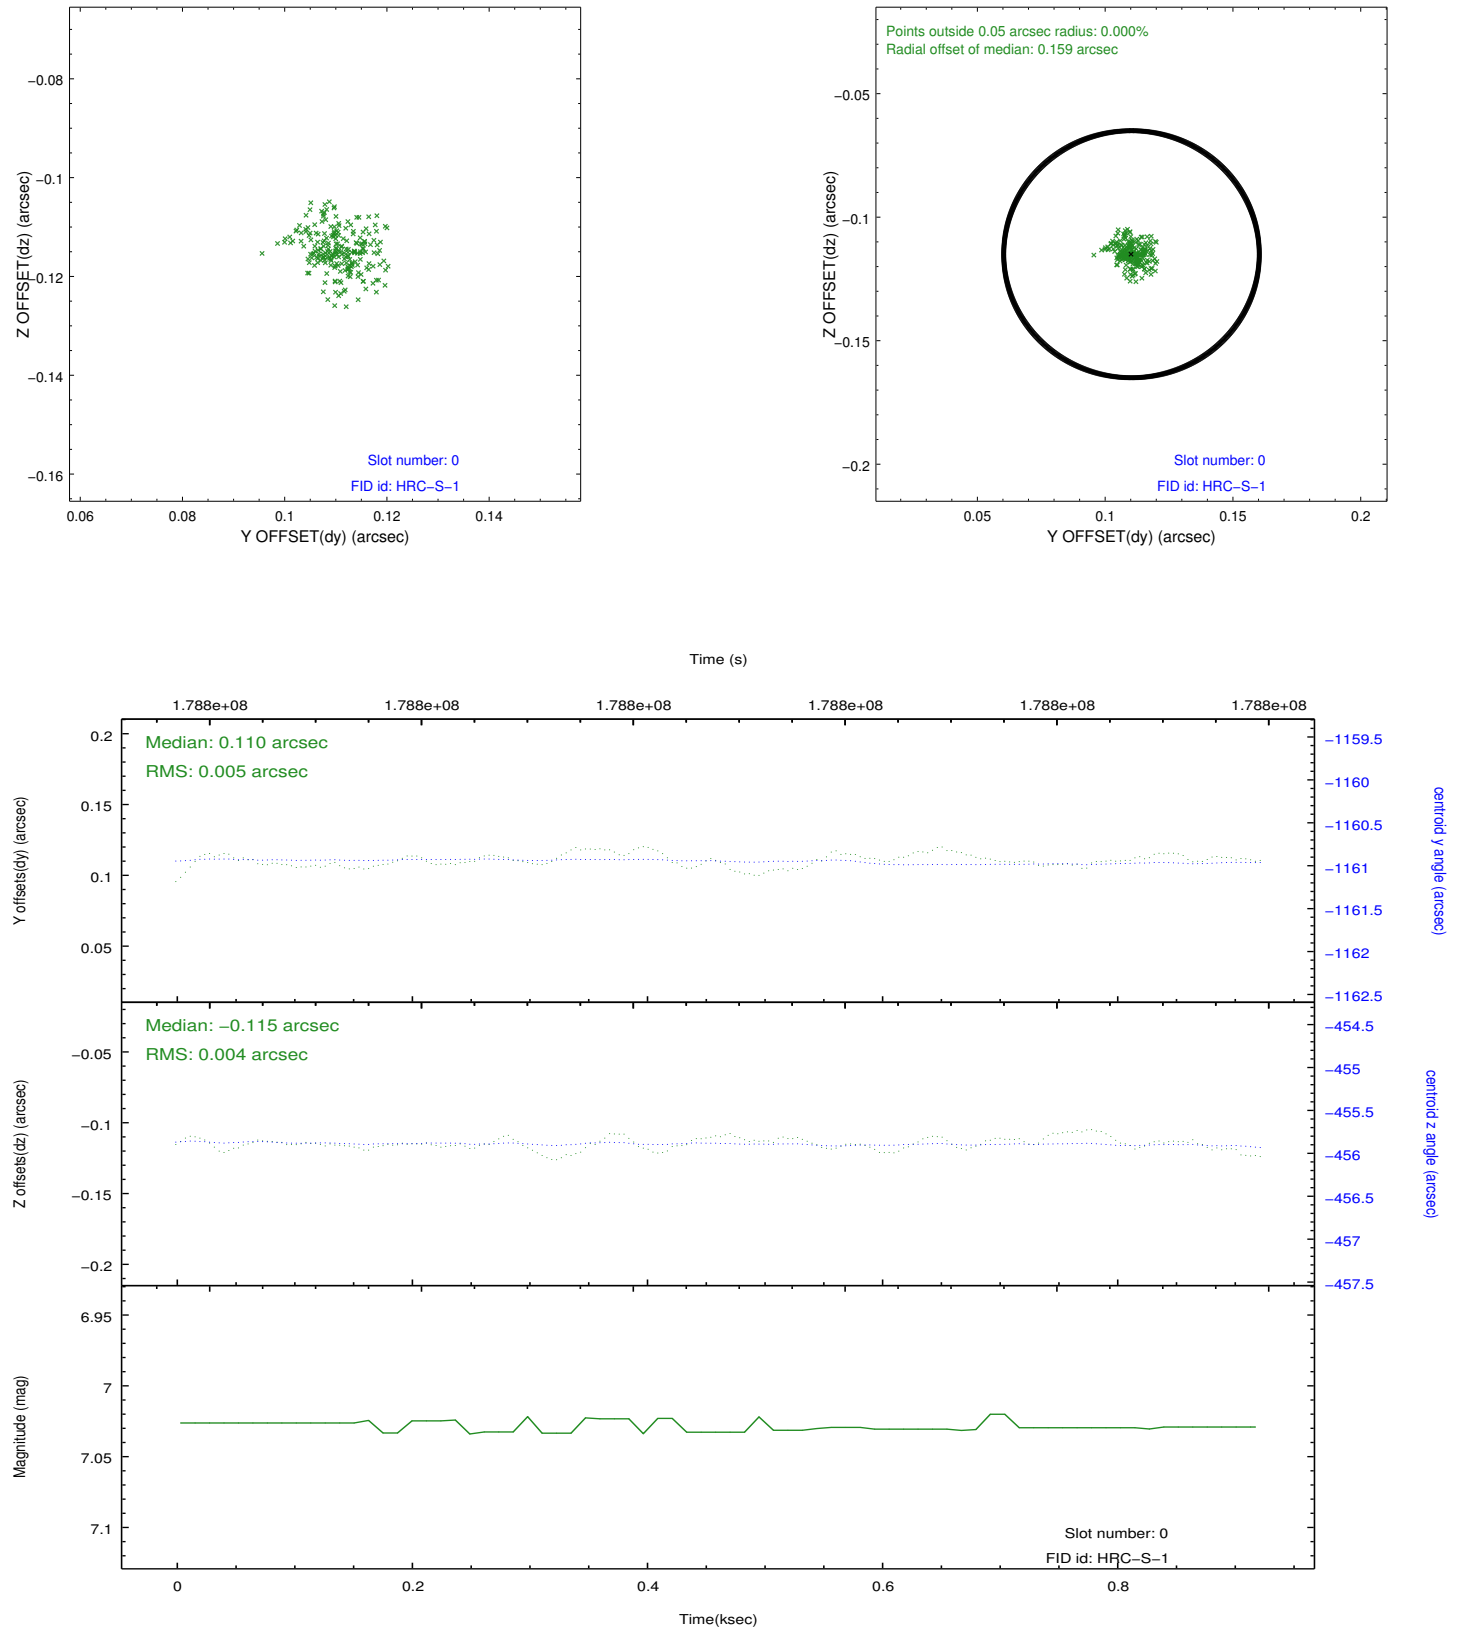 −0.08
−0.1
−0.12
−0.14
−0.16
Z OFFSET(dz) (arcsec)
Slot number: 0
FID id: HRC−S−1
0.06 0.08 0.1 0.12 0.14
Y OFFSET(dy) (arcsec)
Points outside 0.05 arcsec radius: 0.000%
Radial offset of median: 0.159 arcsec
−0.05
−0.1
−0.15
−0.2
Z OFFSET(dz) (arcsec)
Slot number: 0
FID id: HRC−S−1
0.05 0.1 0.15 0.2
Y OFFSET(dy) (arcsec)
Time (s)
1.788e+08 1.788e+08 1.788e+08 1.788e+08 1.788e+08 1.788e+08
Median: 0.110 arcsec
RMS: 0.005 arcsec
0.2
0.15
0.1
0.05
Y offsets(dy) (arcsec)
−1159.5
−1160
−1160.5
−1161
−1161.5
−1162
−1162.5
centroid y angle (arcsec)
Median: −0.115 arcsec
RMS: 0.004 arcsec
−0.05
−0.1
−0.15
−0.2
Z offsets(dz) (arcsec)
−454.5
−455
−455.5
−456
−456.5
−457
−457.5
centroid z angle (arcsec)
6.95
7
7.05
7.1
Magnitude (mag)
Slot number: 0
FID id: HRC−S−1
0 0.2 0.4 0.6 0.8
Time(ksec)